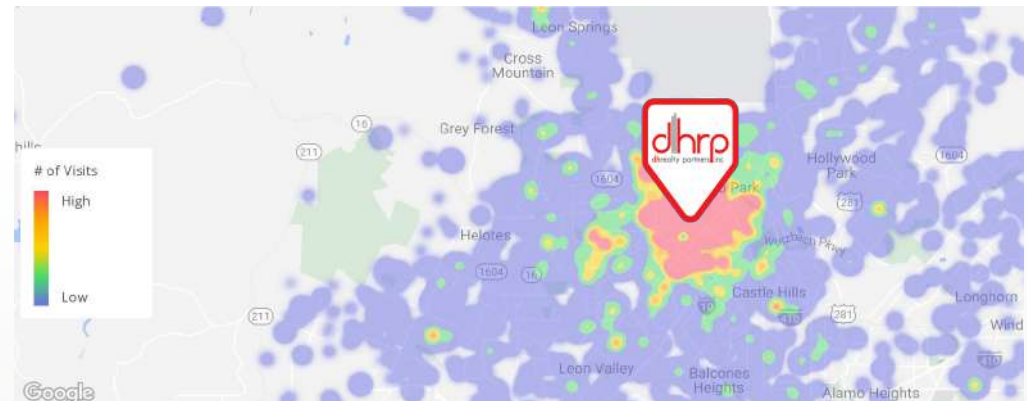 Leon Springs
Cross
Mountain
16
Grey Forest
211
hills
dhrp
dhrealty partners, inc.
Hollywood
Park
1604
# of Visits
High
1604
Park
281
Helotes
Wurzbach Pkwy
1604
16
Low
10
Castle Hills
Longhorn
211
410
281
Wind
410
Leon Valley
Balcones
Heights
Alamo Heights
Google